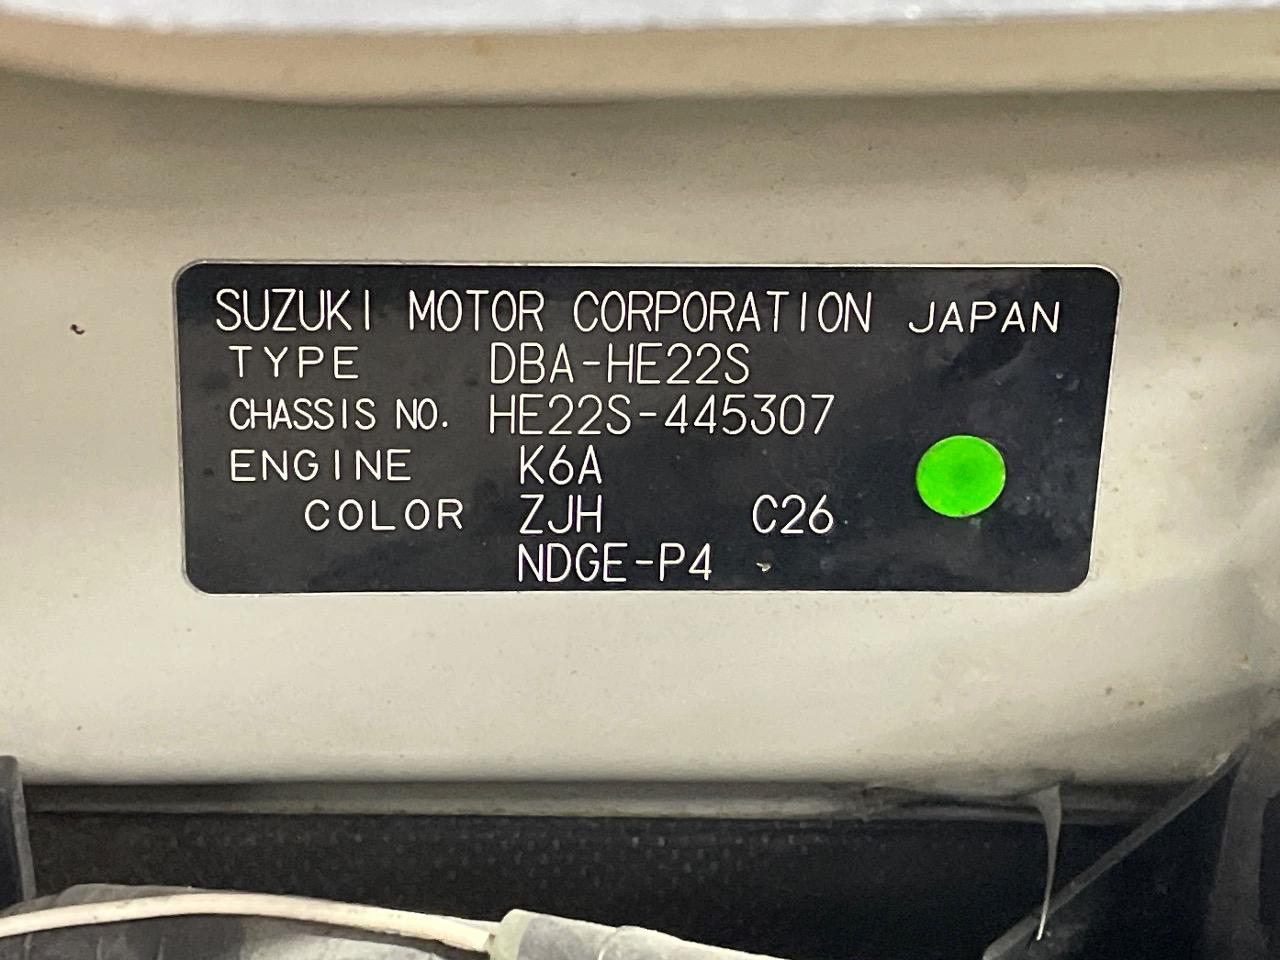 SUZUKI MOTOR CORPORATION JAPAN
TYPE DBA-HE22S
CHASSIS NO. HE22S-445307
ENGINE K6A
COLOR ZJH C26
NDGE-P4